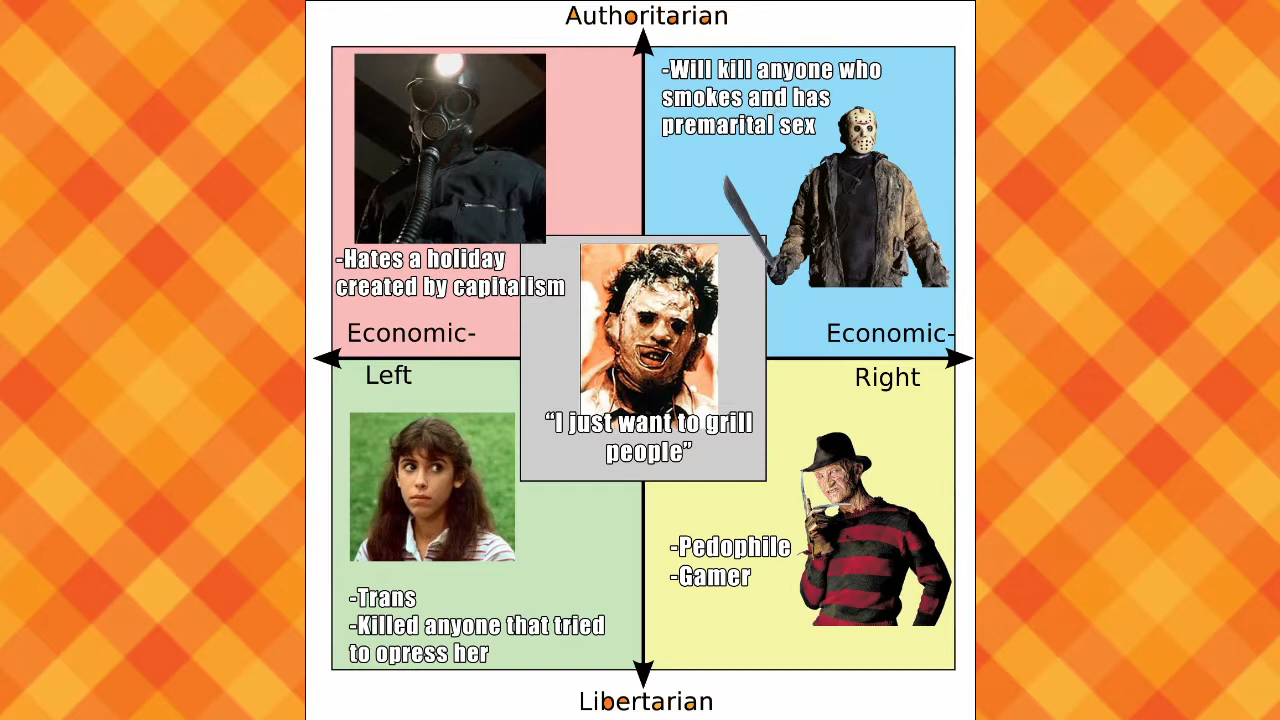 Authoritarian
-Will kill anyone who
smokes and has
premarital sex
-Hates a holiday
created by capitalism
Economic-
Left
Economic-
Right
“I just want to grill
people”
-Trans
-Killed anyone that tried
to opress her
-Pedophile
-Gamer
Libertarian